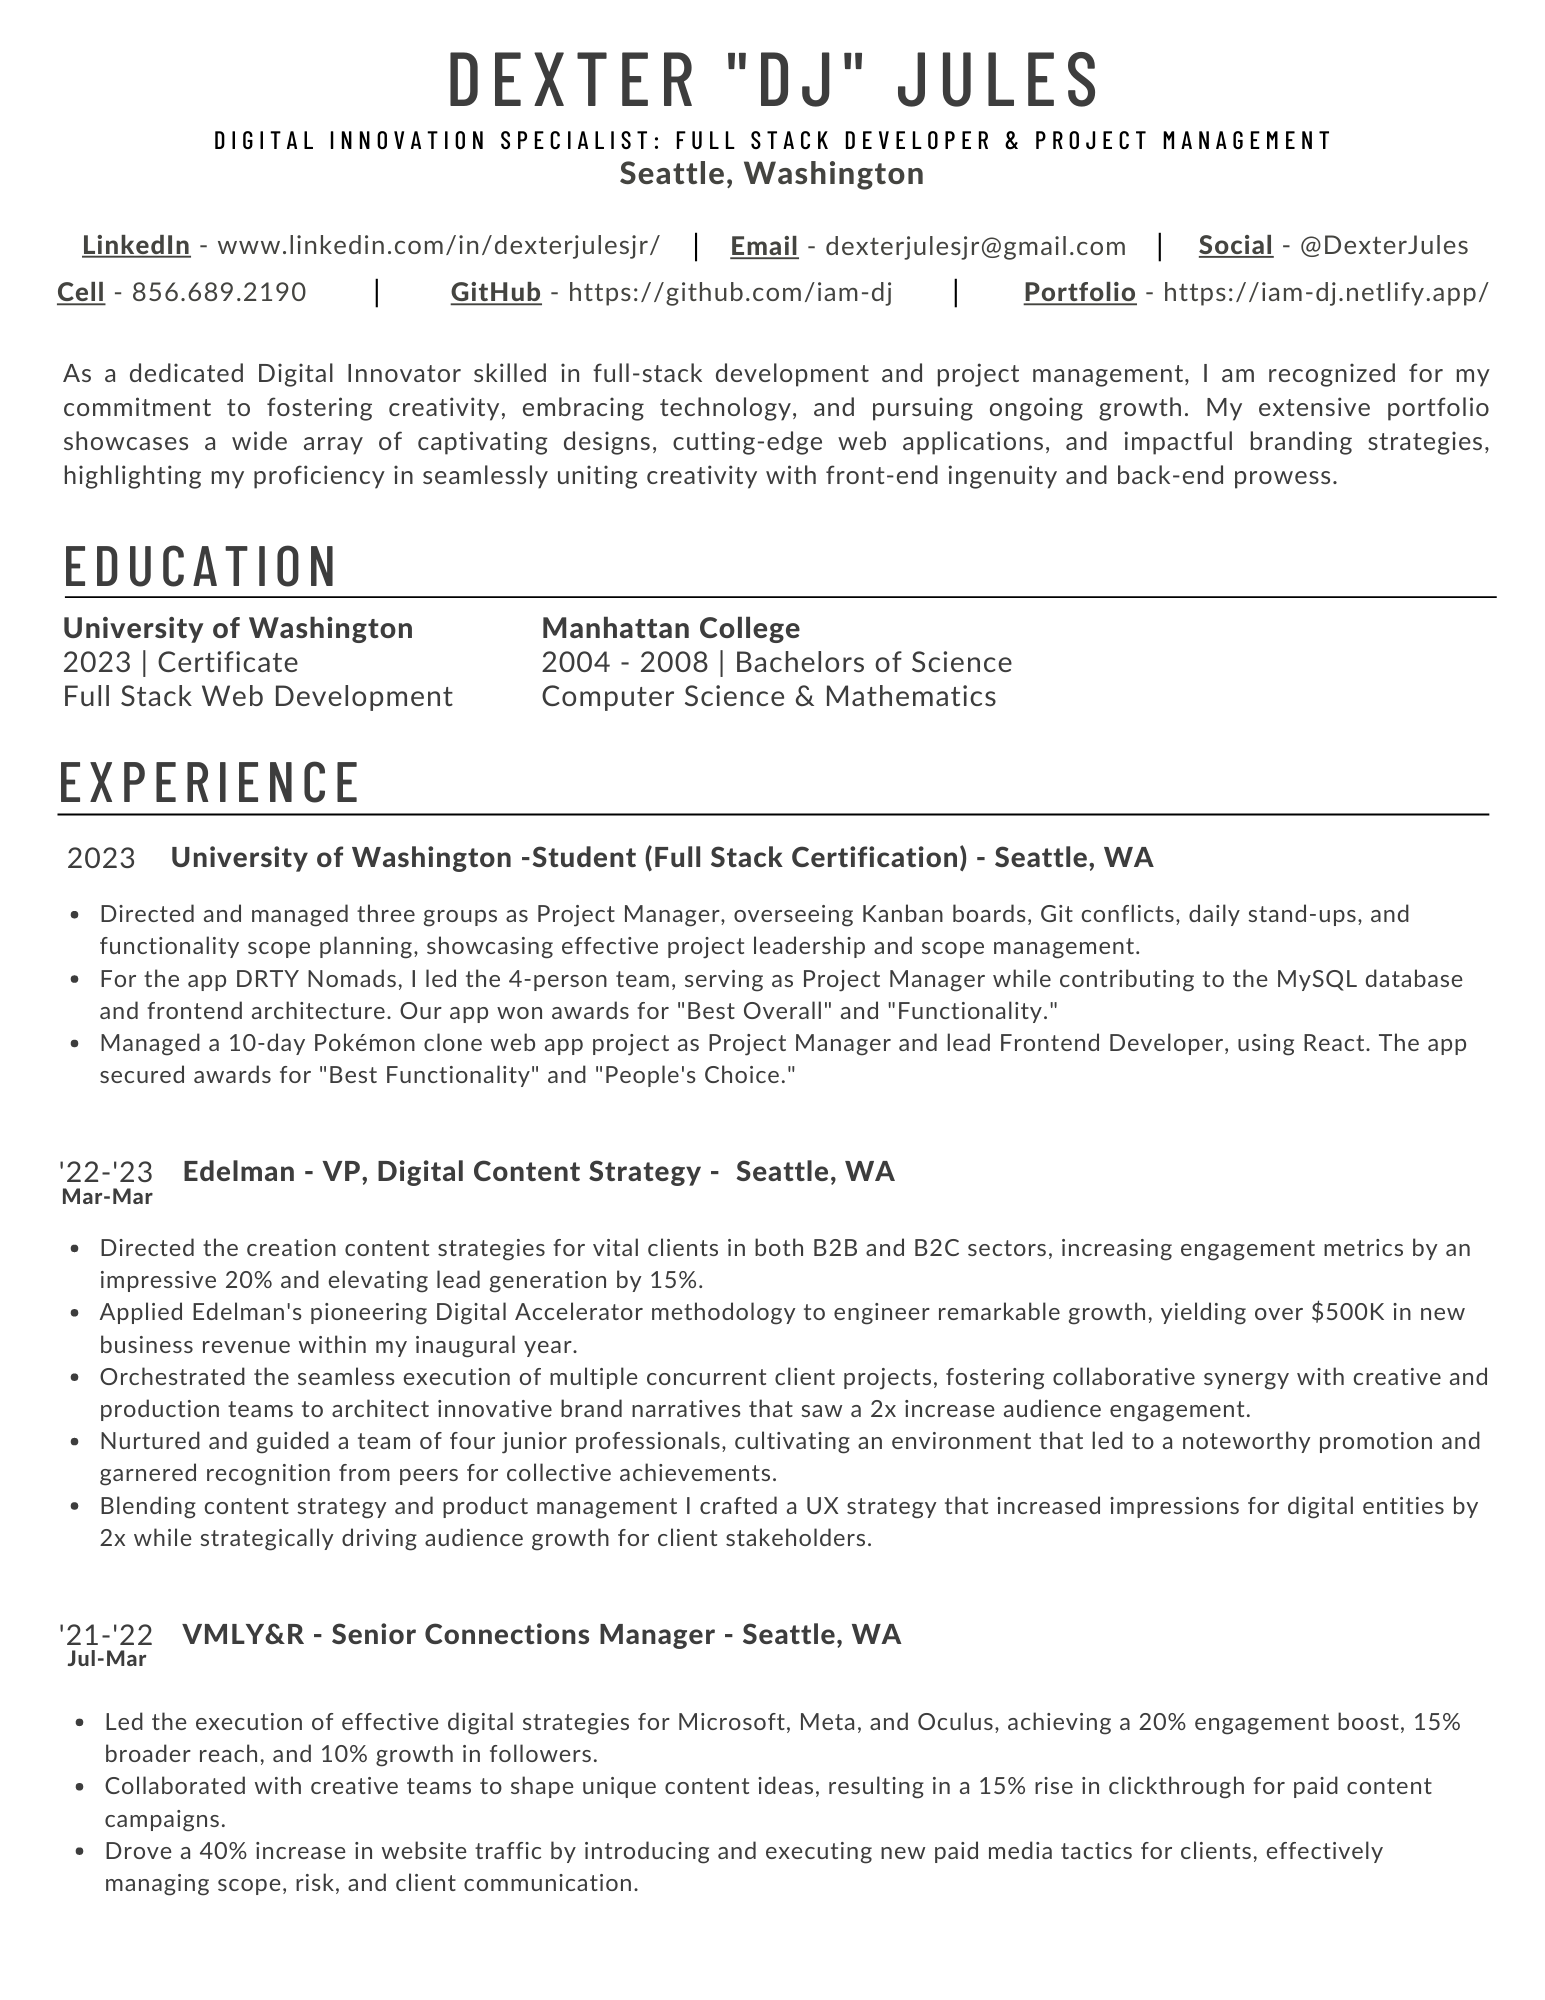 DEXTER "DJ" JULES
DIGITAL INNOVATION SPECIALIST: FULL STACK DEVELOPER & PROJECT MANAGEMENT
Seattle, Washington
LinkedIn - www.linkedin.com/in/dexterjulesjr/ | Email - dexterjulesjr@gmail.com | Social - @DexterJules
Cell - 856.689.2190 | GitHub - https://github.com/iam-dj | Portfolio - https://iam-dj.netlify.app/
As a dedicated Digital Innovator skilled in full-stack development and project management, I am recognized for my
commitment to fostering creativity, embracing technology, and pursuing ongoing growth. My extensive portfolio
showcases a wide array of captivating designs, cutting-edge web applications, and impactful branding strategies,
highlighting my proficiency in seamlessly uniting creativity with front-end ingenuity and back-end prowess.
EDUCATION
University of Washington
2023 | Certificate
Full Stack Web Development
Manhattan College
2004 - 2008 | Bachelors of Science
Computer Science & Mathematics
EXPERIENCE
2023 University of Washington -Student (Full Stack Certification) - Seattle, WA
• Directed and managed three groups as Project Manager, overseeing Kanban boards, Git conflicts, daily stand-ups, and
functionality scope planning, showcasing effective project leadership and scope management.
• For the app DRTY Nomads, I led the 4-person team, serving as Project Manager while contributing to the MySQL database
and frontend architecture. Our app won awards for "Best Overall" and "Functionality."
• Managed a 10-day Pokémon clone web app project as Project Manager and lead Frontend Developer, using React. The app
secured awards for "Best Functionality" and "People's Choice."
'22-'23 Edelman - VP, Digital Content Strategy - Seattle, WA
Mar-Mar
• Directed the creation content strategies for vital clients in both B2B and B2C sectors, increasing engagement metrics by an
impressive 20% and elevating lead generation by 15%.
• Applied Edelman's pioneering Digital Accelerator methodology to engineer remarkable growth, yielding over $500K in new
business revenue within my inaugural year.
• Orchestrated the seamless execution of multiple concurrent client projects, fostering collaborative synergy with creative and
production teams to architect innovative brand narratives that saw a 2x increase audience engagement.
• Nurtured and guided a team of four junior professionals, cultivating an environment that led to a noteworthy promotion and
garnered recognition from peers for collective achievements.
• Blending content strategy and product management I crafted a UX strategy that increased impressions for digital entities by
2x while strategically driving audience growth for client stakeholders.
'21-'22 VMLY&R - Senior Connections Manager - Seattle, WA
Jul-Mar
• Led the execution of effective digital strategies for Microsoft, Meta, and Oculus, achieving a 20% engagement boost, 15%
broader reach, and 10% growth in followers.
• Collaborated with creative teams to shape unique content ideas, resulting in a 15% rise in clickthrough for paid content
campaigns.
• Drove a 40% increase in website traffic by introducing and executing new paid media tactics for clients, effectively
managing scope, risk, and client communication.